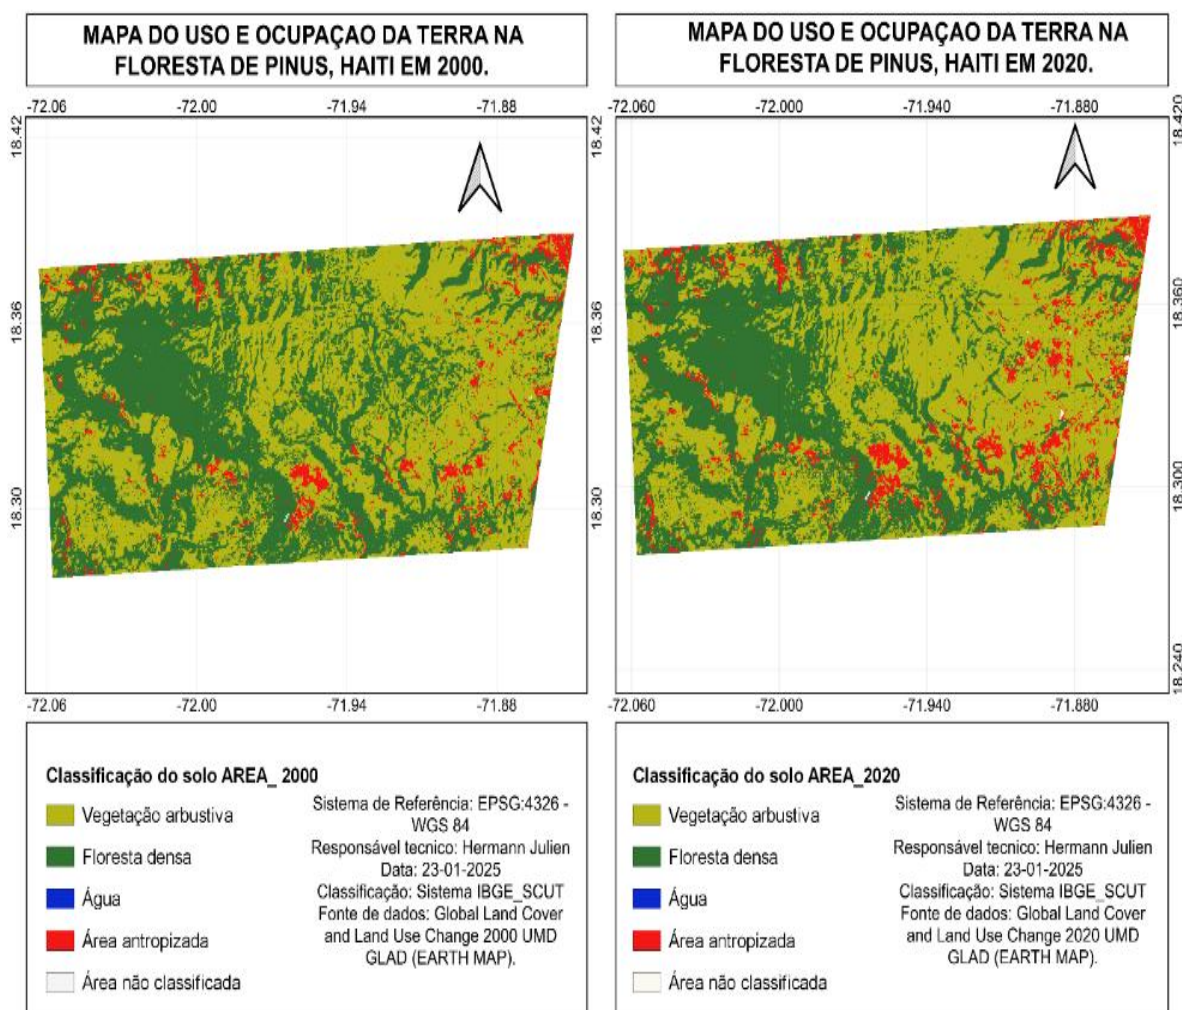 MAPA DO USO E OCUPAÇAO DA TERRA NA
FLORESTA DE PINUS, HAITI EM 2000.
-72.06 -72.00 -71.94 -71.88
18.42 18.42
18.36 18.36
18.30 18.30
-72.06 -72.00 -71.94 -71.88
Classificação do solo AREA_ 2000
Vegetação arbustiva
Floresta densa
Água
Área antropizada
Área não classificada
Sistema de Referência: EPSG:4326 -
WGS 84
Responsável tecnico: Hermann Julien
Data: 23-01-2025
Classificação: Sistema IBGE_SCUT
Fonte de dados: Global Land Cover
and Land Use Change 2000 UMD
GLAD (EARTH MAP).
MAPA DO USO E OCUPAÇAO DA TERRA NA
FLORESTA DE PINUS, HAITI EM 2020.
-72.060 -72.000 -71.940 -71.880
18.420
18.360
18.300
18.240
-72.060 -72.000 -71.940 -71.880
Classificação do solo AREA_2020
Vegetação arbustiva
Floresta densa
Água
Área antropizada
Área não classificada
Sistema de Referência: EPSG:4326 -
WGS 84
Responsável tecnico: Hermann Julien
Data: 23-01-2025
Classificação: Sistema IBGE_SCUT
Fonte de dados: Global Land Cover
and Land Use Change 2020 UMD
GLAD (EARTH MAP).